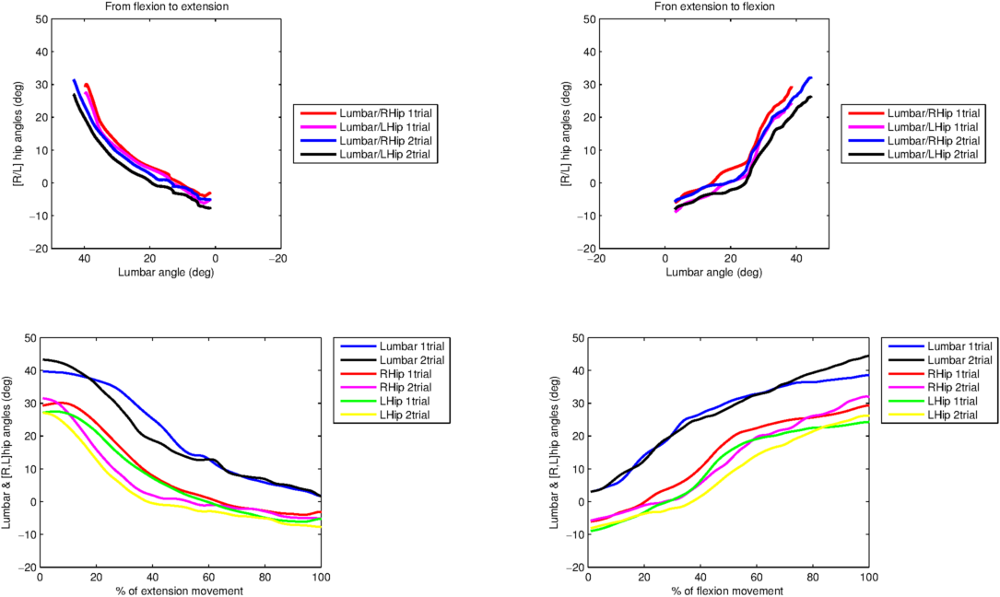 From flexion to extension
50
40
30
20
10
0
−10
−20
40
20
0
−20
[R/L] hip angles (deg)
Lumbar angle (deg)
Lumbar/RHip 1trial
Lumbar/LHip 1trial
Lumbar/RHip 2trial
Lumbar/LHip 2trial
Fron extension to flexion
50
40
30
20
10
0
−10
−20
−20
0
20
40
[R/L] hip angles (deg)
Lumbar angle (deg)
Lumbar/RHip 1trial
Lumbar/LHip 1trial
Lumbar/RHip 2trial
Lumbar/LHip 2trial
50
40
30
20
10
0
−10
−20
0
20
40
60
80
100
Lumbar & [R,L]hip angles (deg)
% of extension movement
Lumbar 1trial
Lumbar 2trial
RHip 1trial
RHip 2trial
LHip 1trial
LHip 2trial
50
40
30
20
10
0
−10
−20
0
20
40
60
80
100
Lumbar & [R,L]hip angles (deg)
% of flexion movement
Lumbar 1trial
Lumbar 2trial
RHip 1trial
RHip 2trial
LHip 1trial
LHip 2trial